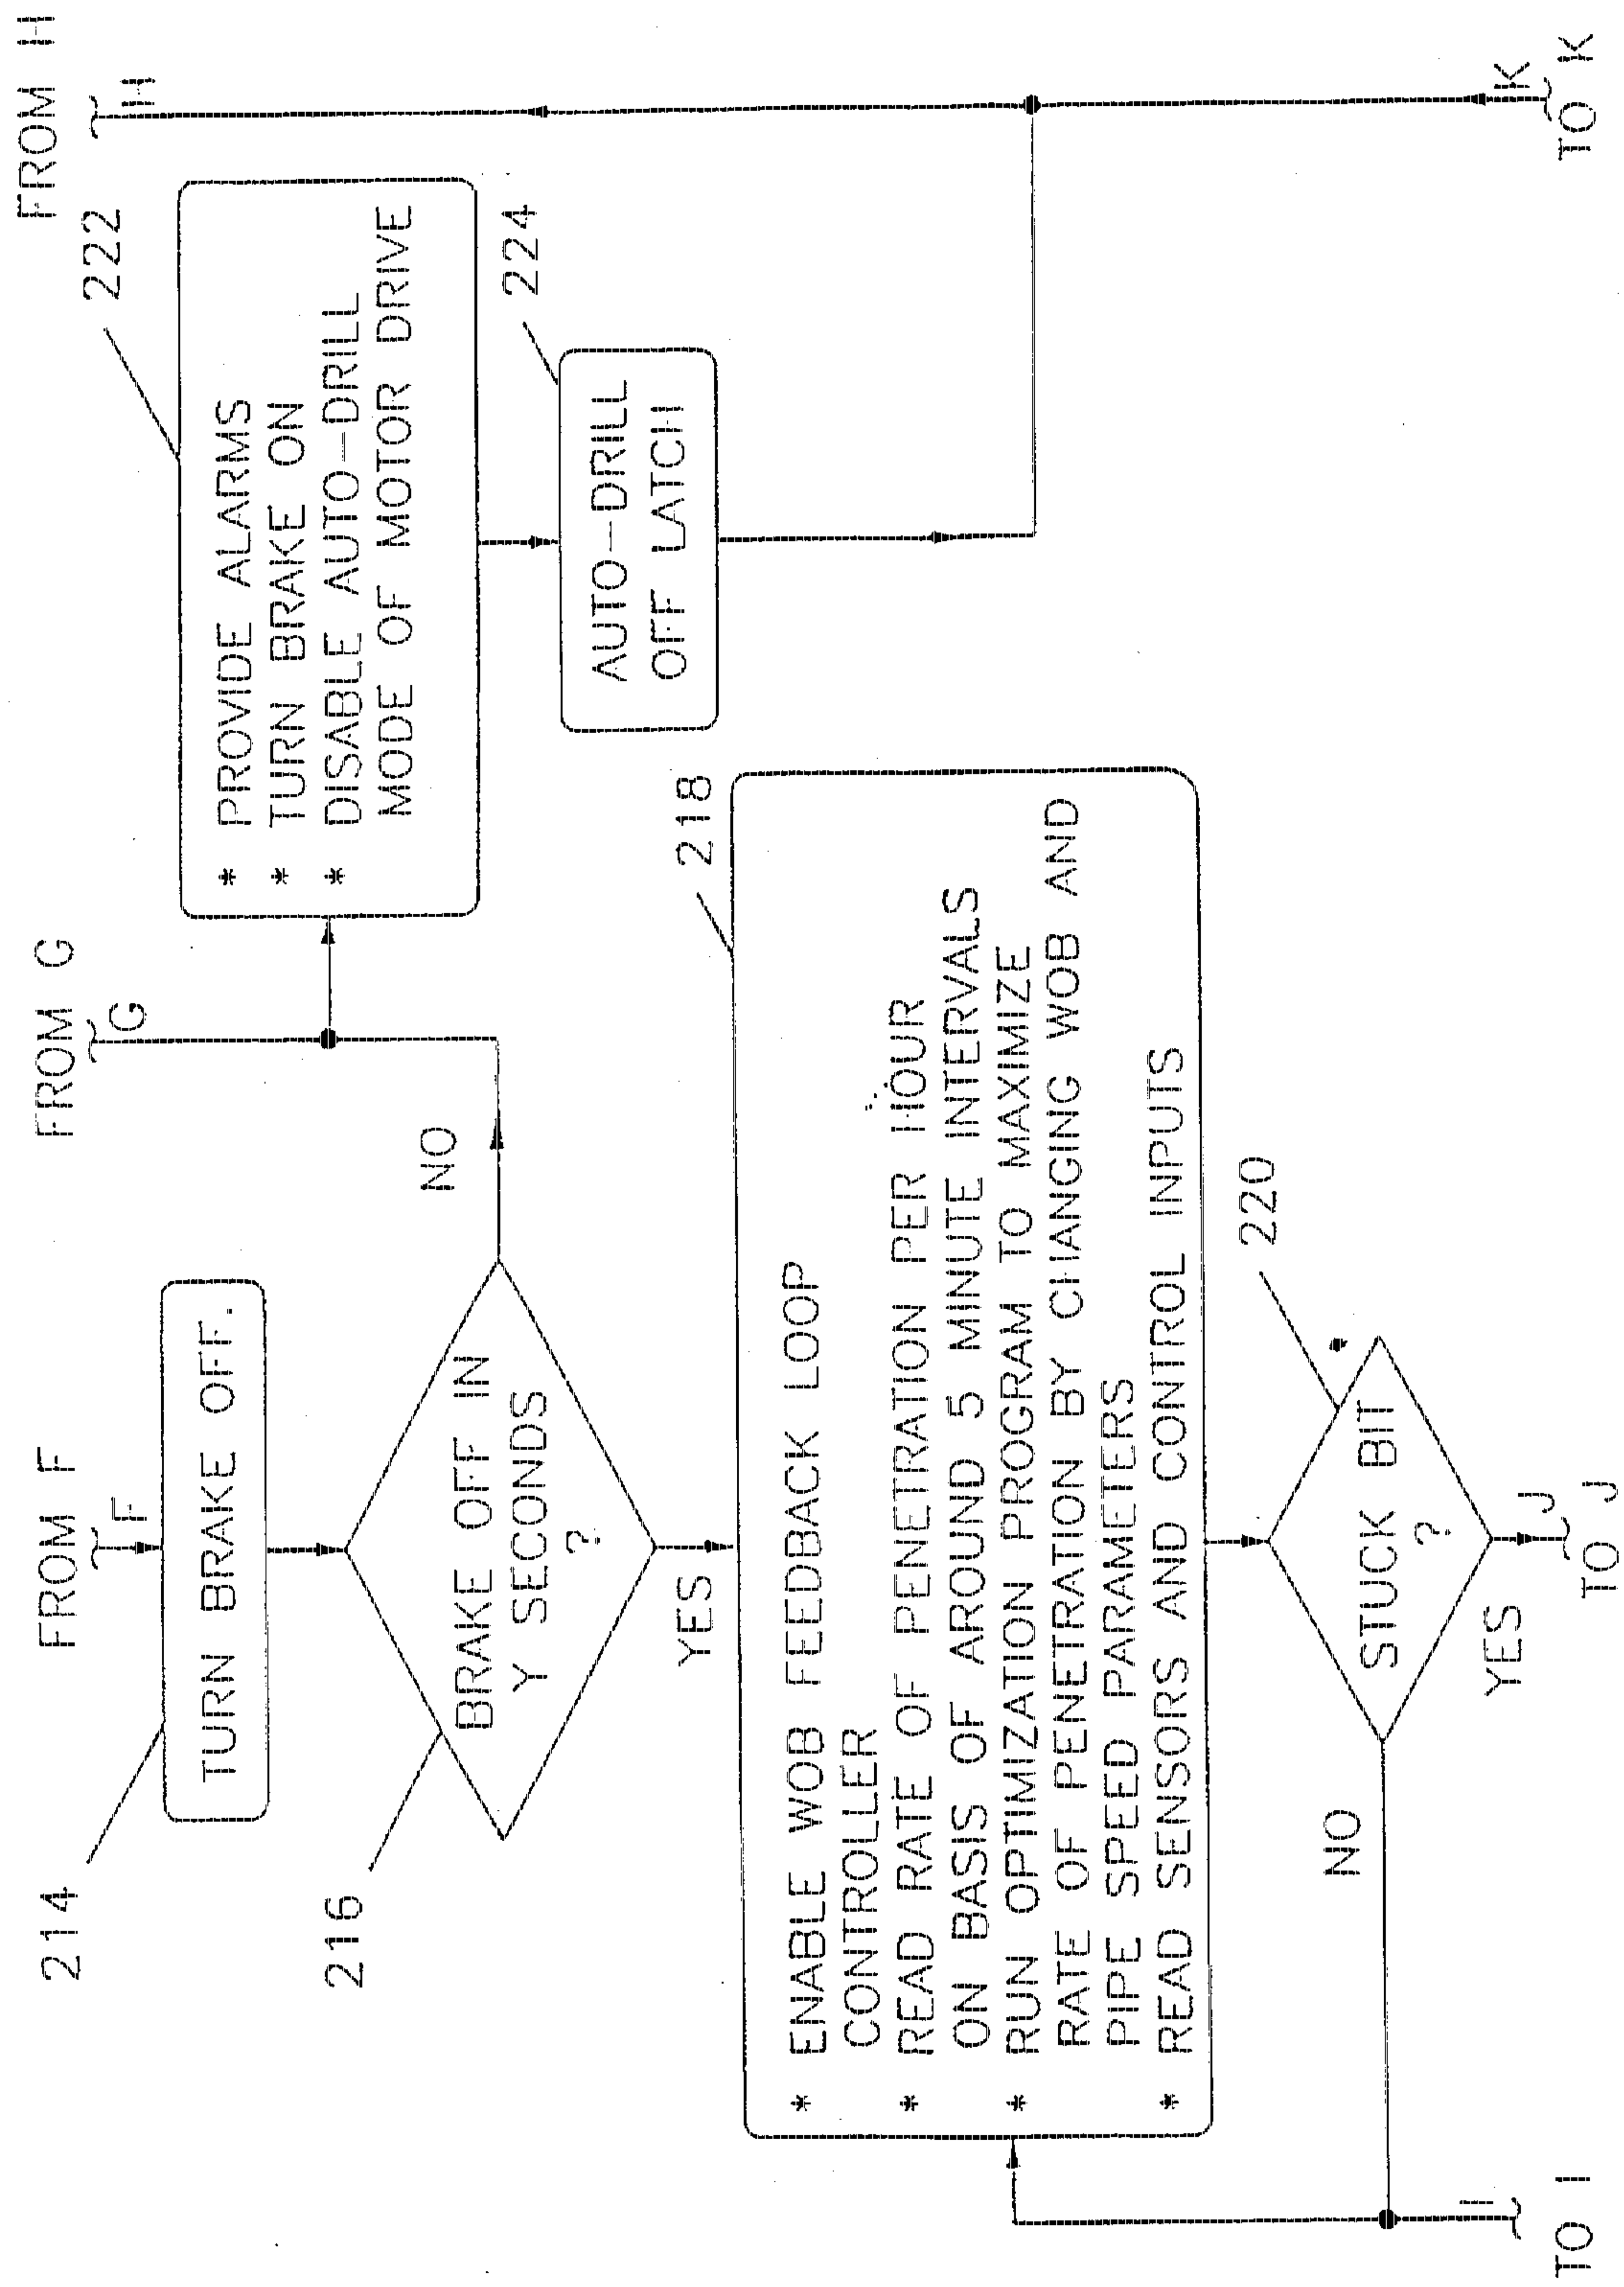 FROM F
F
214
TURN BRAKE OFF.
216
BRAKE OFF IN
Y SECONDS
?
NO
YES
FROM G
G
FROM H
H
222
* PROVIDE ALARMS
* TURN BRAKE ON
* DISABLE AUTO-DRILL
MODE OF MOTOR DRIVE
224
AUTO-DRILL
OFF LATCH
218
* ENABLE WOB FEEDBACK LOOP
CONTROLLER
* READ RATE OF PENETRATION PER HOUR
ON BASIS OF AROUND 5 MINUTE INTERVALS
* RUN OPTIMIZATION PROGRAM TO MAXIMIZE
RATE OF PENETRATION BY CHANGING WOB AND
PIPE SPEED PARAMETERS
* READ SENSORS AND CONTROL INPUTS
220
STUCK BIT
?
NO
YES
I
TO I
J
TO J
K
TO K